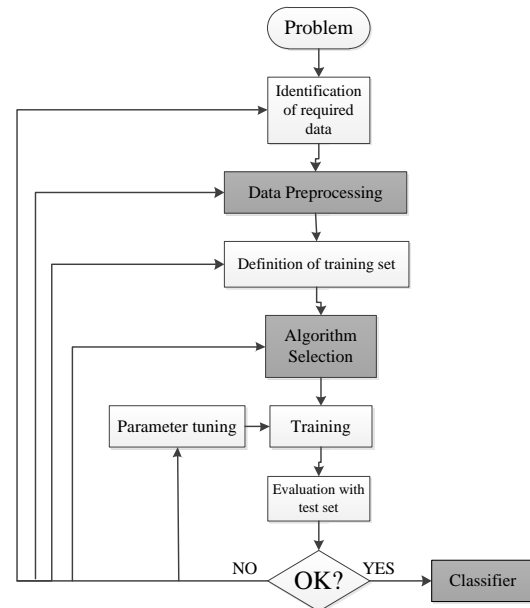 Problem
Identification
of required
data
Data Preprocessing
Definition of training set
Algorithm
Selection
Parameter tuning
Training
Evaluation with
test set
NO
OK?
YES
Classifier